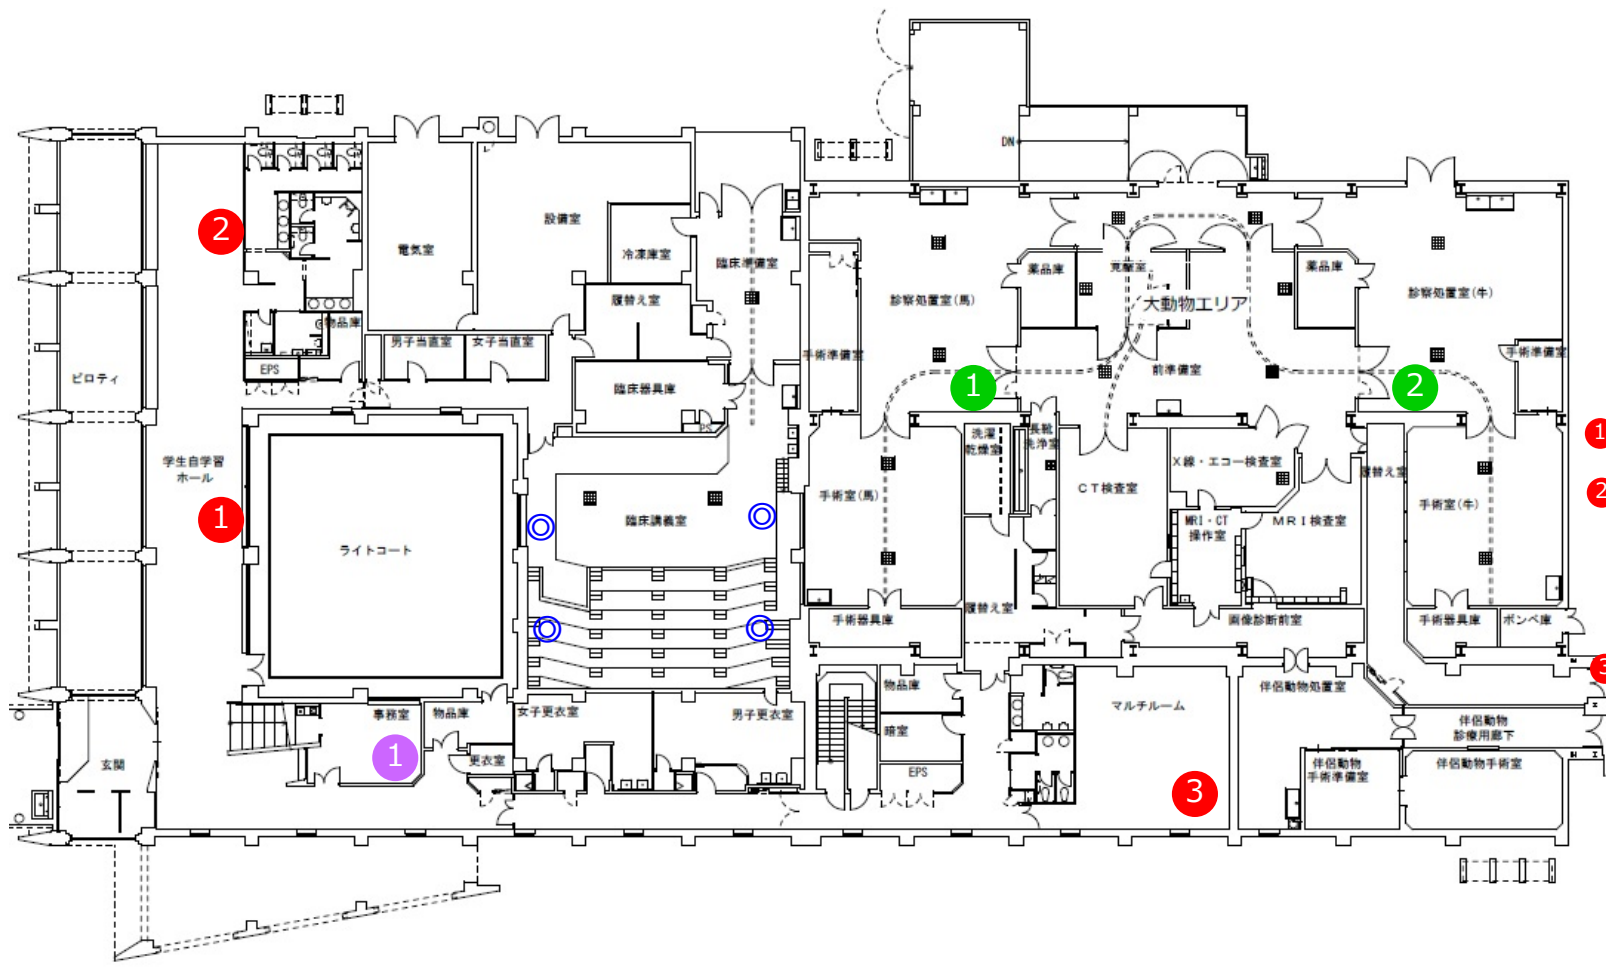 DN
2
電気室
設備室
冷凍庫室
臨床準備室
履替え室
物品庫
男子当直室
女子当直室
EPS
臨床器具庫
PS
ピロティ
薬品庫
覚醒室
薬品庫
大動物エリア
診察処置室(馬)
診察処置室(牛)
手術準備室
手術準備室
前準備室
1
2
学生自学習
ホール
1
ライトコート
臨床講義室
洗濯
乾燥室
長靴
洗浄室
手術室(馬)
CT検査室
X線・エコー検査室
履替え室
MRI・CT
操作室
MRI検査室
手術室(牛)
1
2
手術器具庫
履替え室
画像診断前室
手術器具庫
ボンベ庫
3
物品庫
伴侶動物処置室
事務室
物品庫
女子更衣室
男子更衣室
マルチルーム
暗室
伴侶動物
診療用廊下
1
更衣室
玄関
EPS
伴侶動物
手術準備室
伴侶動物手術室
3